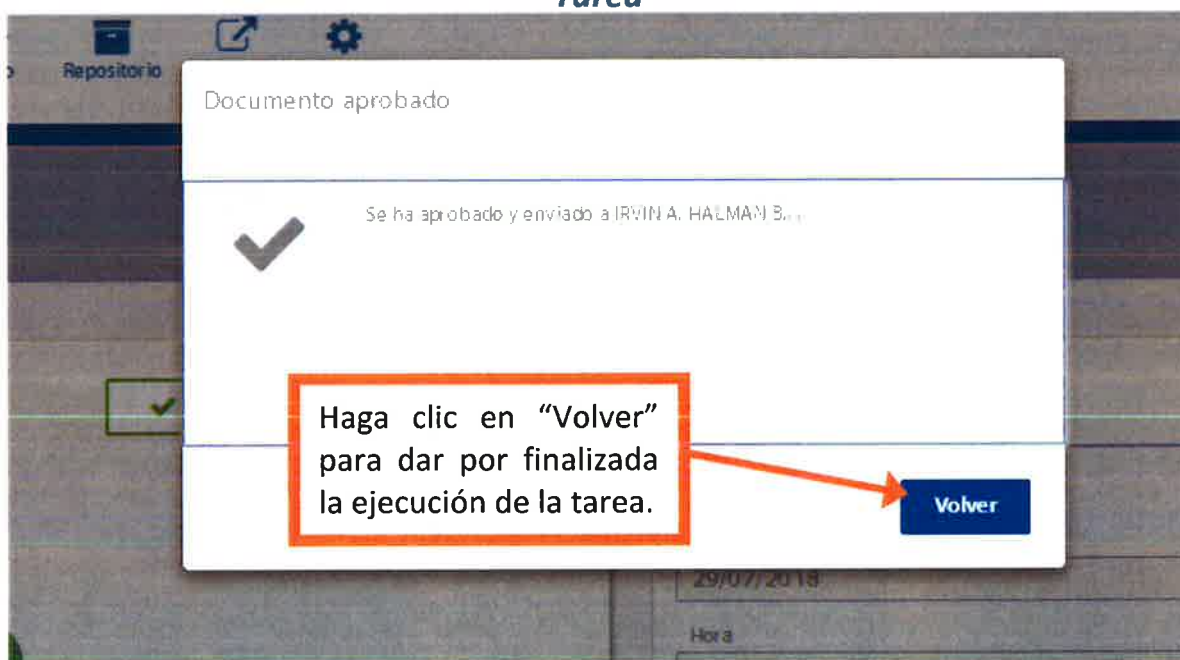 Tarea
Repositorio
Documento aprobado
Se ha aprobado y enviado a IRVIN A. HALMAN B.
Haga clic en “Volver”
para dar por finalizada
la ejecución de la tarea.
Volver
29/07/2018
Hora